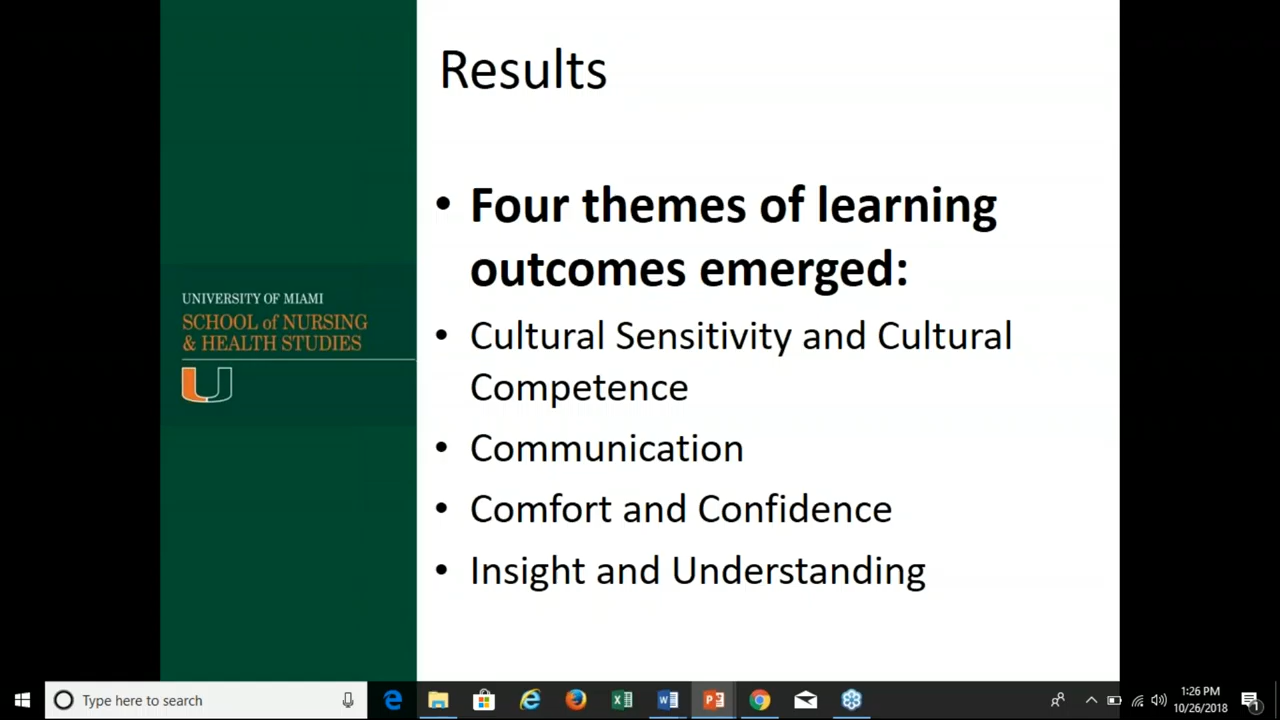 Results
• Four themes of learning
outcomes emerged:
• Cultural Sensitivity and Cultural
Competence
• Communication
• Comfort and Confidence
• Insight and Understanding
UNIVERSITY OF MIAMI
SCHOOL of NURSING
& HEALTH STUDIES
Type here to search
1:26 PM
10/26/2018
1